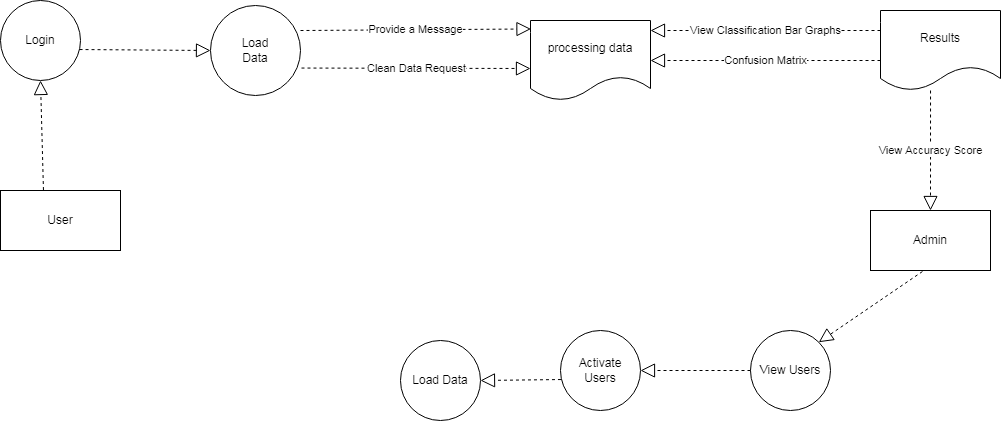 Login
Load
Data
Provide a Message
Clean Data Request
processing data
View Classification Bar Graphs
Confusion Matrix
Results
View Accuracy Score
User
Admin
View Users
Activate
Users
Load Data